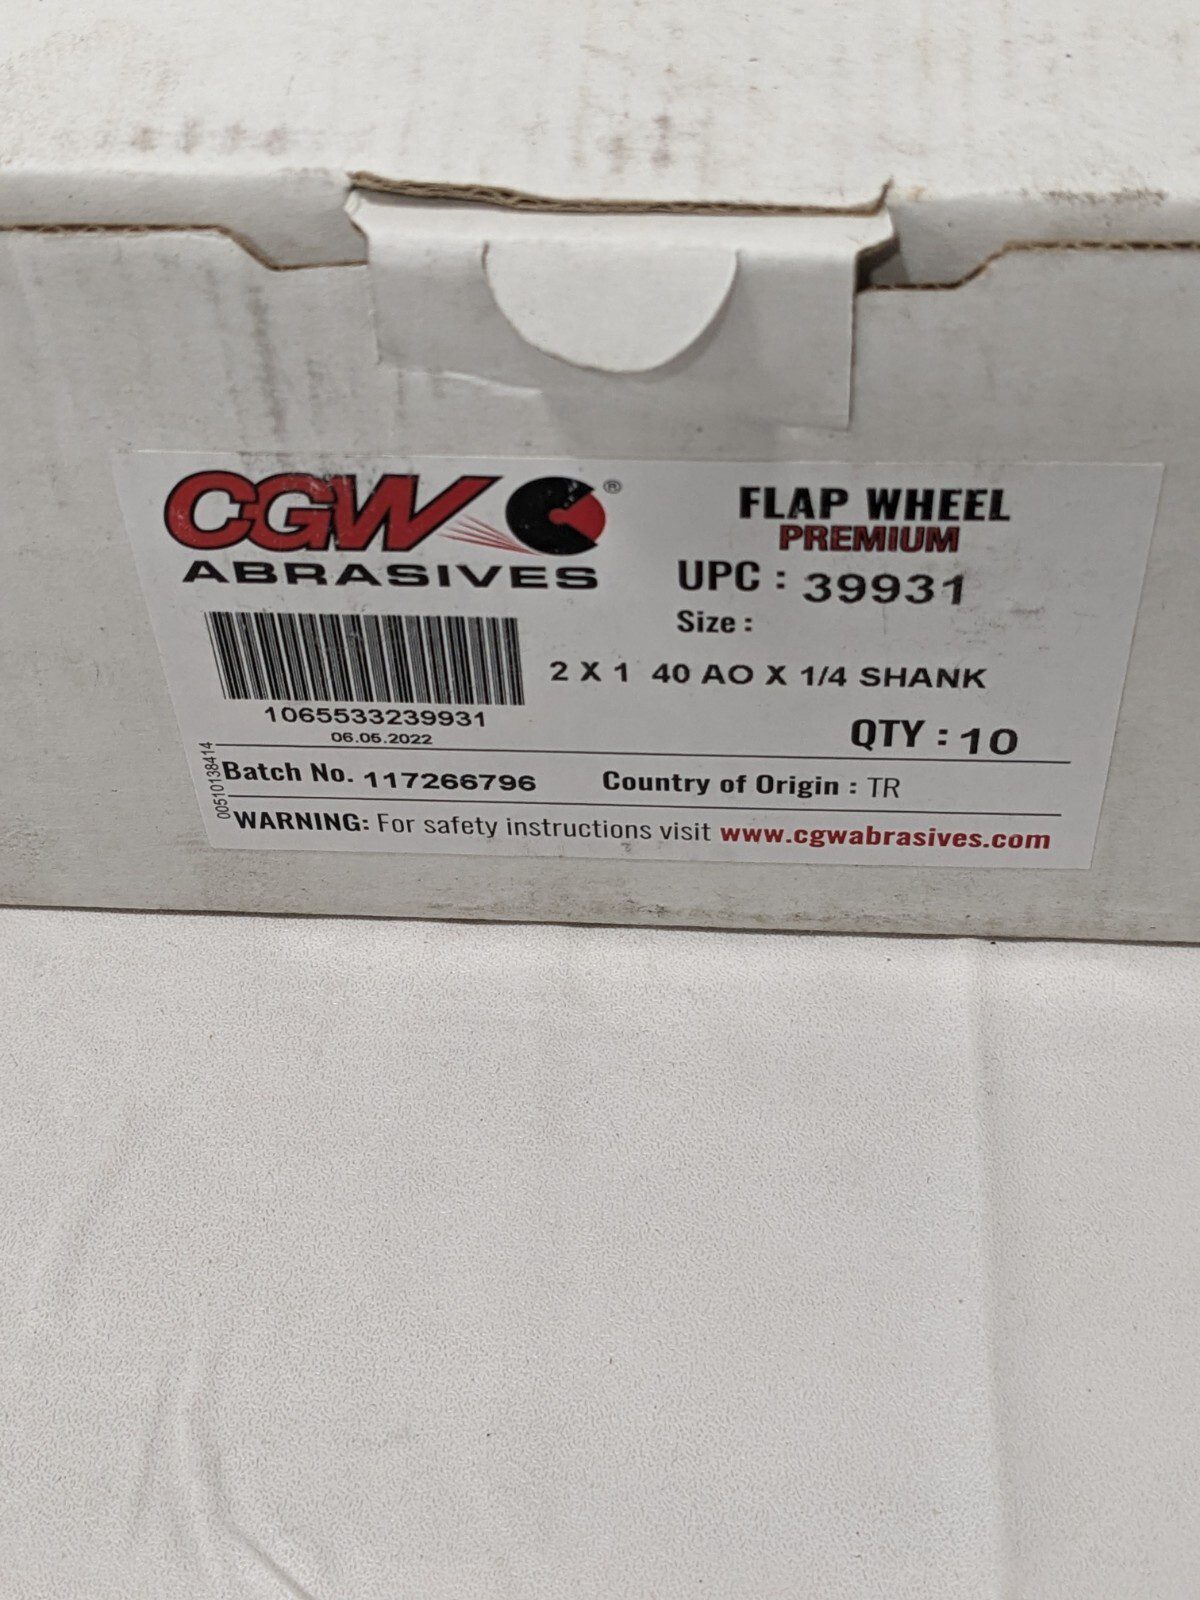 CGW ®
ABRASIVES
FLAP WHEEL
PREMIUM
UPC : 39931
Size :
2 X 1 40 AO X 1/4 SHANK
1065533239931
06.06.2022
QTY : 10
00510138414
Batch No. 117266796 Country of Origin : TR
WARNING: For safety instructions visit www.cgwabrasives.com